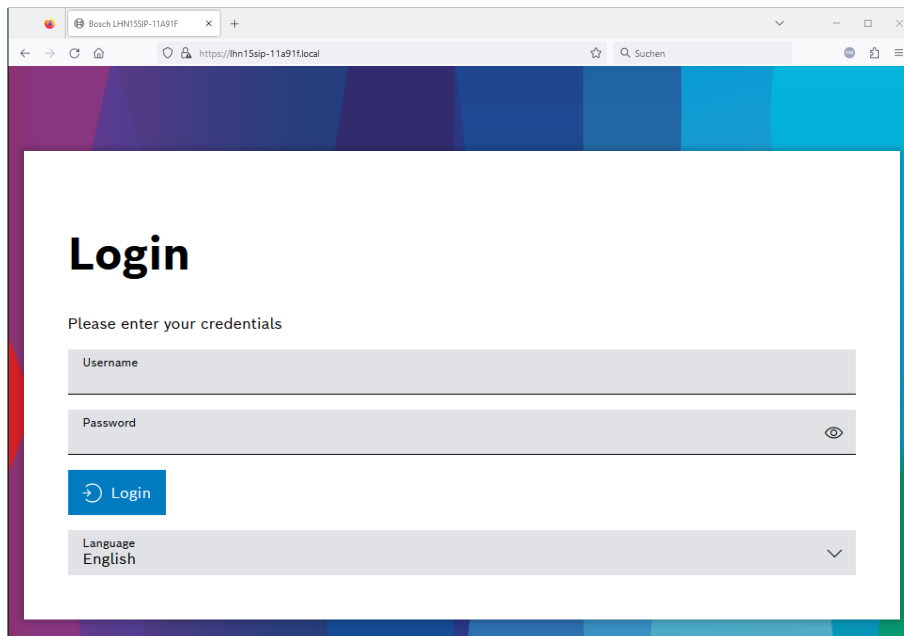 Bosch LHN15SIP-11A91F
https://lhn15sip-11a91f.local
Suchen
Login
Please enter your credentials
Username
Password
Login
Language
English